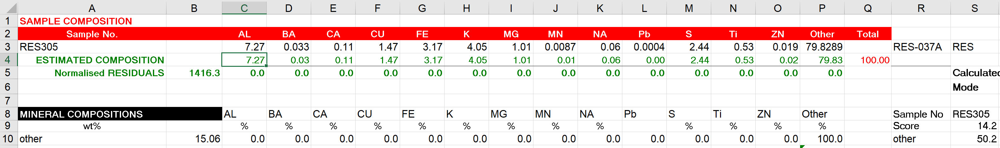 A B C D E F G H I J K L M N O P Q R S
1 SAMPLE COMPOSITION
2 Sample No. AL BA CA CU FE K MG MN NA Pb S Ti ZN Other Total
3 RES305 7.27 0.033 0.11 1.47 3.17 4.05 1.01 0.0087 0.06 0.0004 2.44 0.53 0.019 79.8289 RES-037A RES
4 ESTIMATED COMPOSITION 7.27 0.03 0.11 1.47 3.17 4.05 1.01 0.01 0.06 0.00 2.44 0.53 0.02 79.83 100.00
5 Normalised RESIDUALS 1416.3 0.0 0.0 0.0 0.0 0.0 0.0 0.0 0.0 0.0 0.0 0.0 0.0 0.0 0.0 Calculated
6 Mode
7
8 MINERAL COMPOSITIONS AL BA CA CU FE K MG MN NA Pb S Ti ZN Other Sample No RES305
9 wt% % % % % % % % % % % % % % Score 14.2
10 other 15.06 0.0 0.0 0.0 0.0 0.0 0.0 0.0 0.0 0.0 0.0 0.0 0.0 0.0 100.0 other 50.2